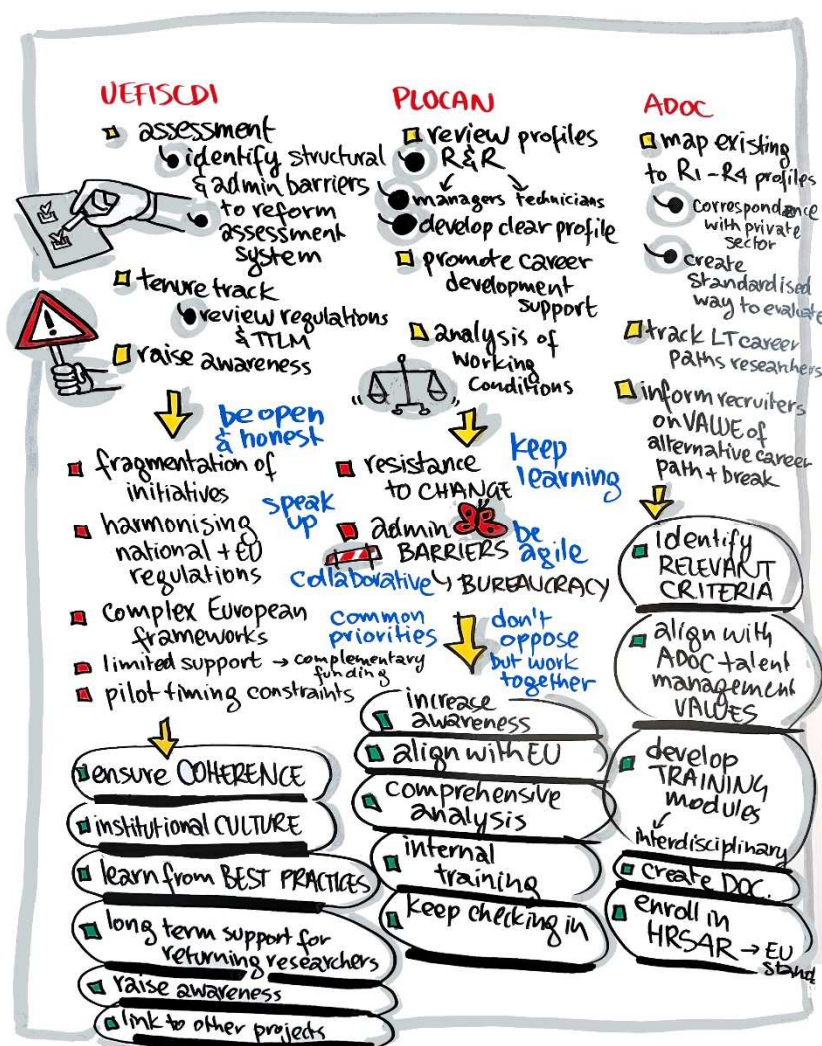 UEFISCDI
assessment
identify structural
& admin barriers
to reform
assessment
system
tenure track
review regulations
& TTLM
raise awareness
be open
& honest
fragmentation of
initiatives
speak
up
harmonising
national + EU
regulations
complex European
frameworks
limited support → complementary
funding
pilot timing constraints
ensure COHERENCE
institutional CULTURE
learn from BEST PRACTICES
long term support for
returning researchers
raise awareness
link to other projects
PLOCAN
review profiles
R&R
managers technicians
develop clear profile
promote career
development
support
analysis of
working
conditions
keep
learning
resistance
to CHANGE
admin
BARRIERS
be
agile
collaborative
BUREAUCRACY
common
priorities
don't
oppose
but work
together
increase
awareness
align with EU
comprehensive
analysis
internal
training
keep checking in
ADOC
map existing
to R1-R4 profiles
correspondance
with private
sector
create
standardised
way to evaluate
track LT career
paths researchers
inform recruiters
on VALUE of
alternative career
path + break
identify
RELEVANT
CRITERIA
align with
ADOC talent
management
VALUES
develop
TRAINING
modules
interdisciplinary
create DOC.
enroll in
HRSAR → EU
stand